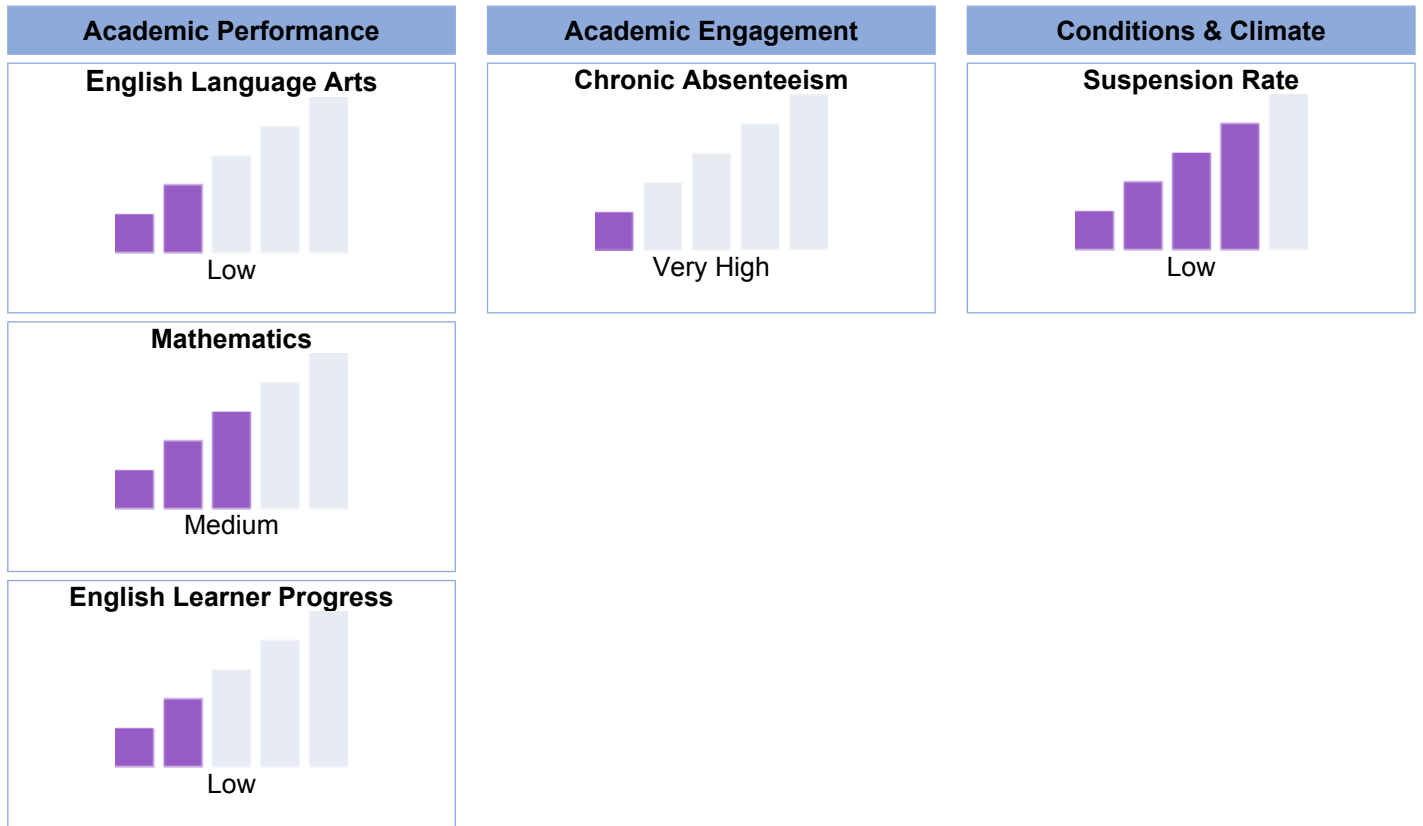 Academic Performance
English Language Arts
Low
Mathematics
Medium
English Learner Progress
Low
Academic Engagement
Chronic Absenteeism
Very High
Conditions & Climate
Suspension Rate
Low